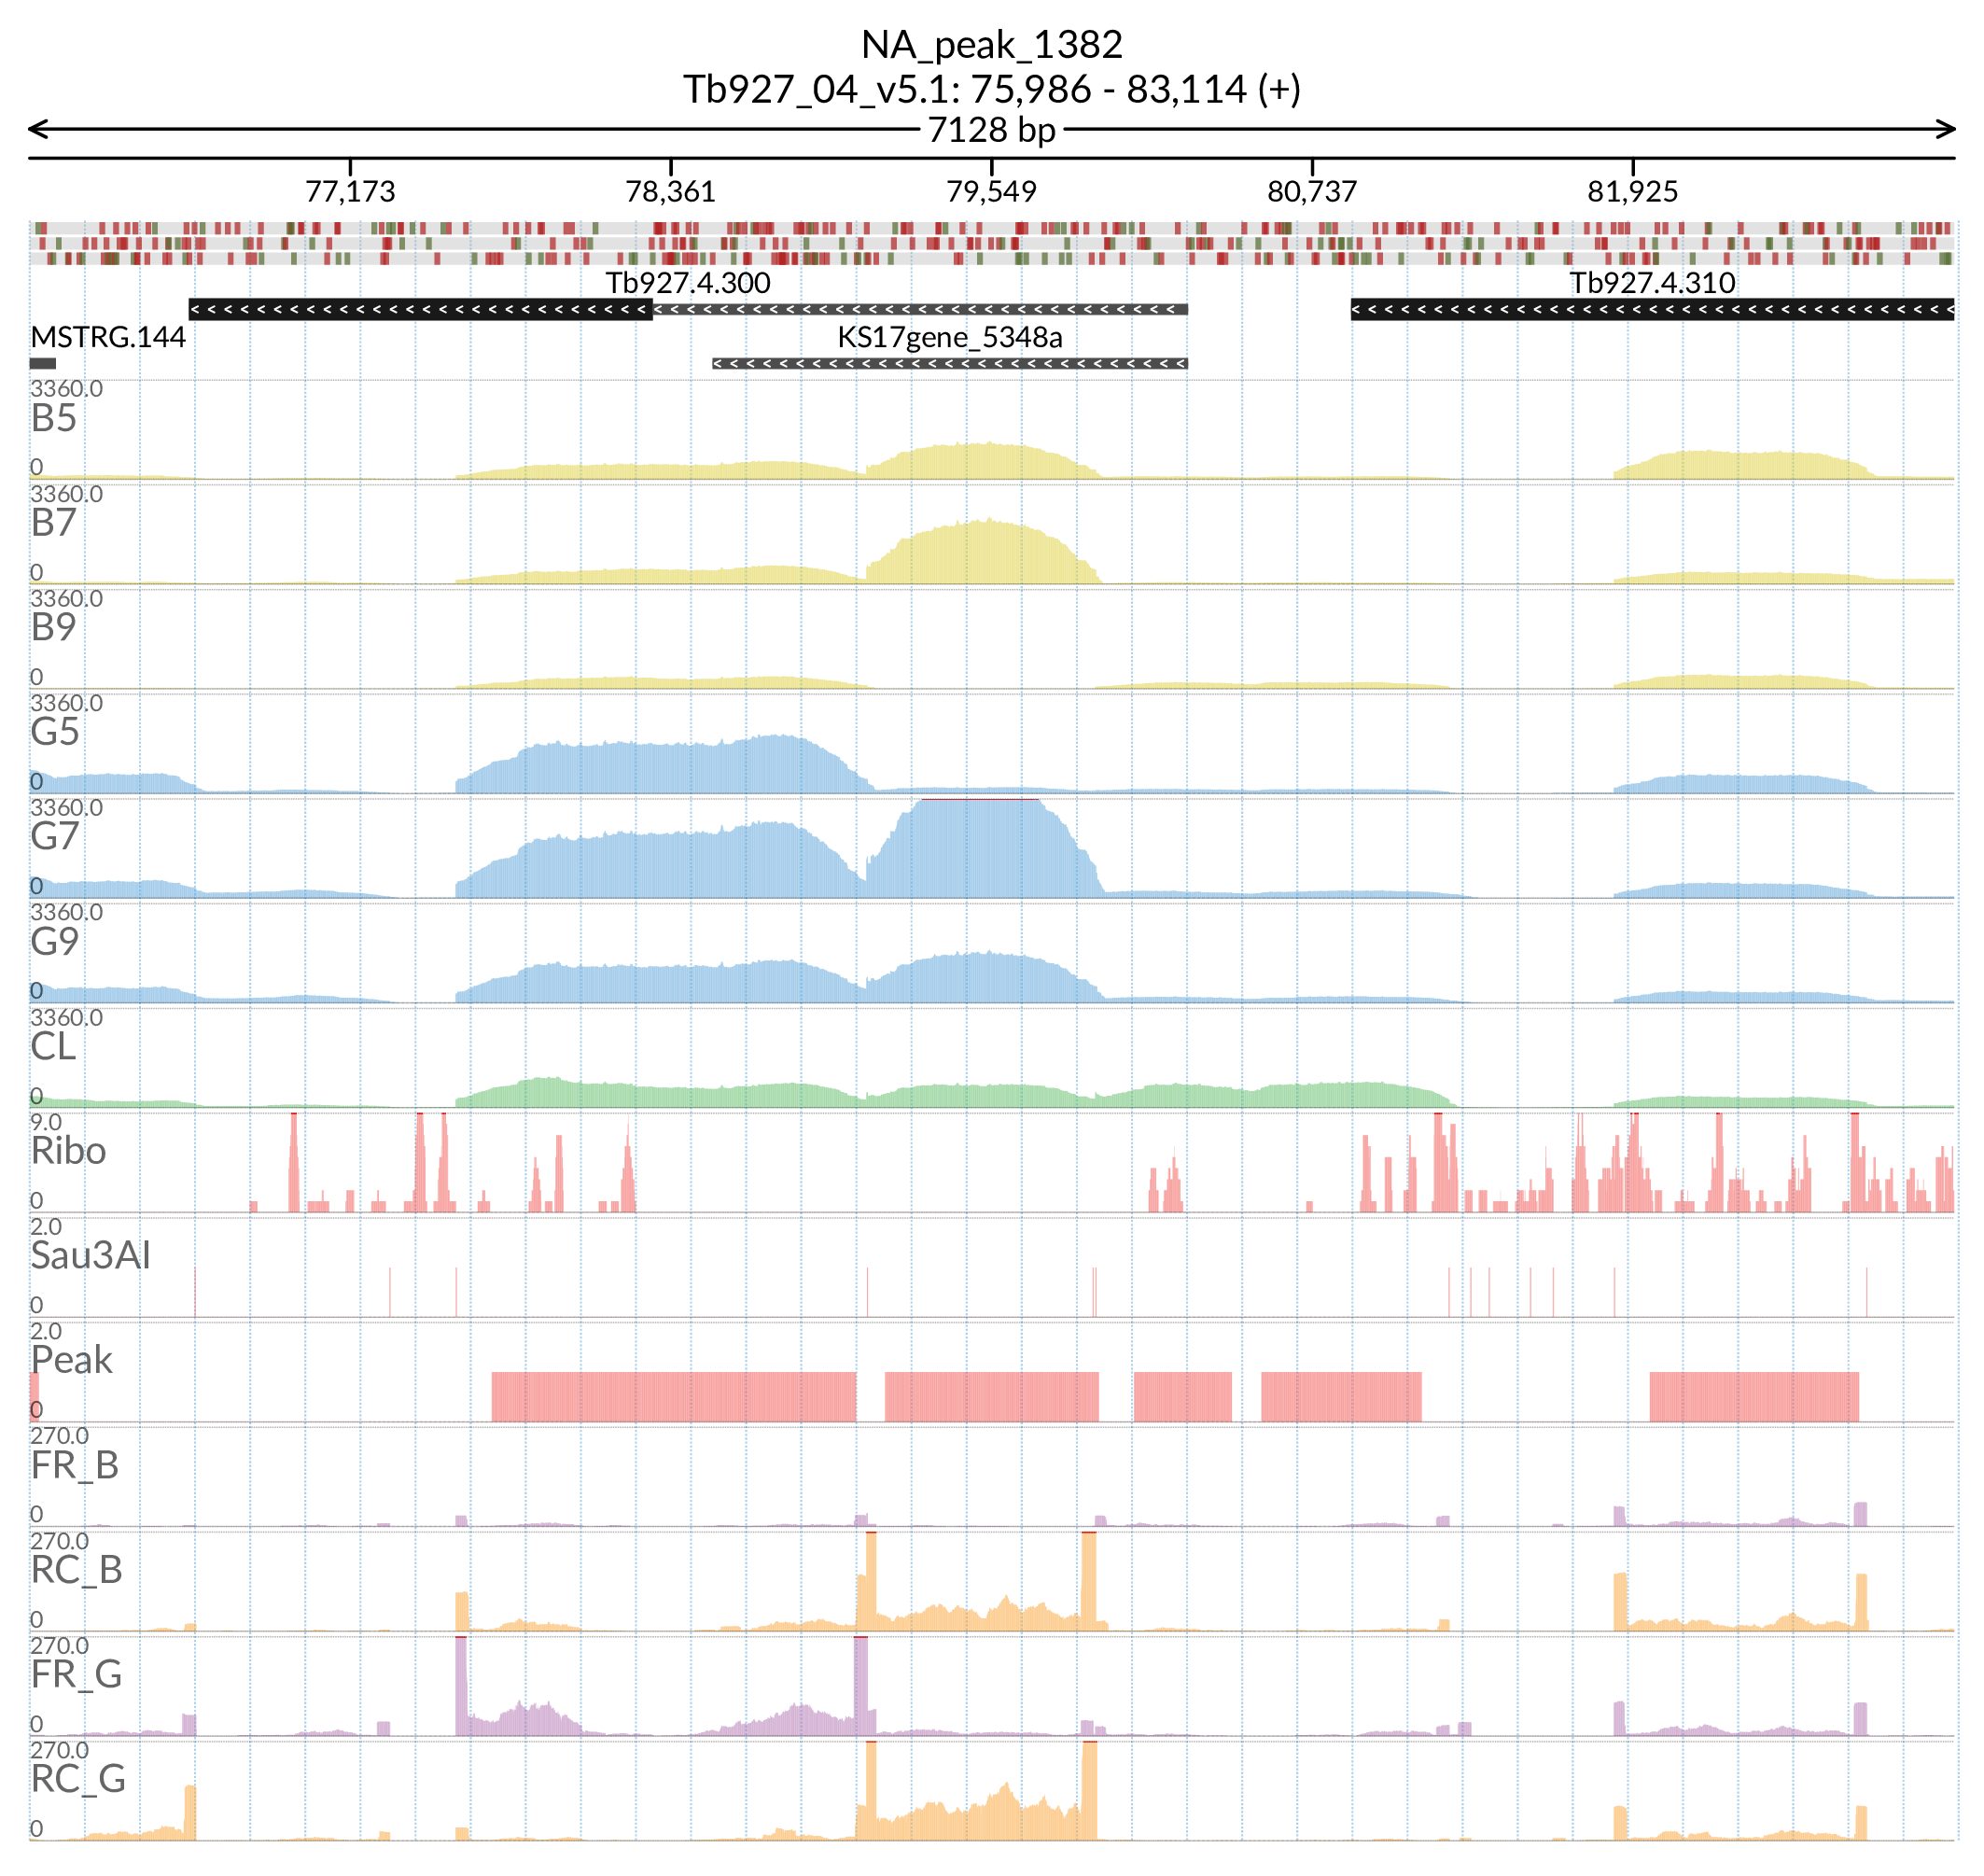 NA_peak_1382
Tb927_04_v5.1: 75,986 - 83,114 (+)
7128 bp
77,173 78,361 79,549 80,737 81,925
Tb927.4.300 Tb927.4.310
MSTRG.144 KS17gene_5348a
3360.0
B5
0
3360.0
B7
0
3360.0
B9
0
3360.0
G5
0
3360.0
G7
0
3360.0
G9
0
3360.0
CL
0
9.0
Ribo
0
2.0
Sau3AI
0
2.0
Peak
0
270.0
FR_B
0
270.0
RC_B
0
270.0
FR_G
0
270.0
RC_G
0